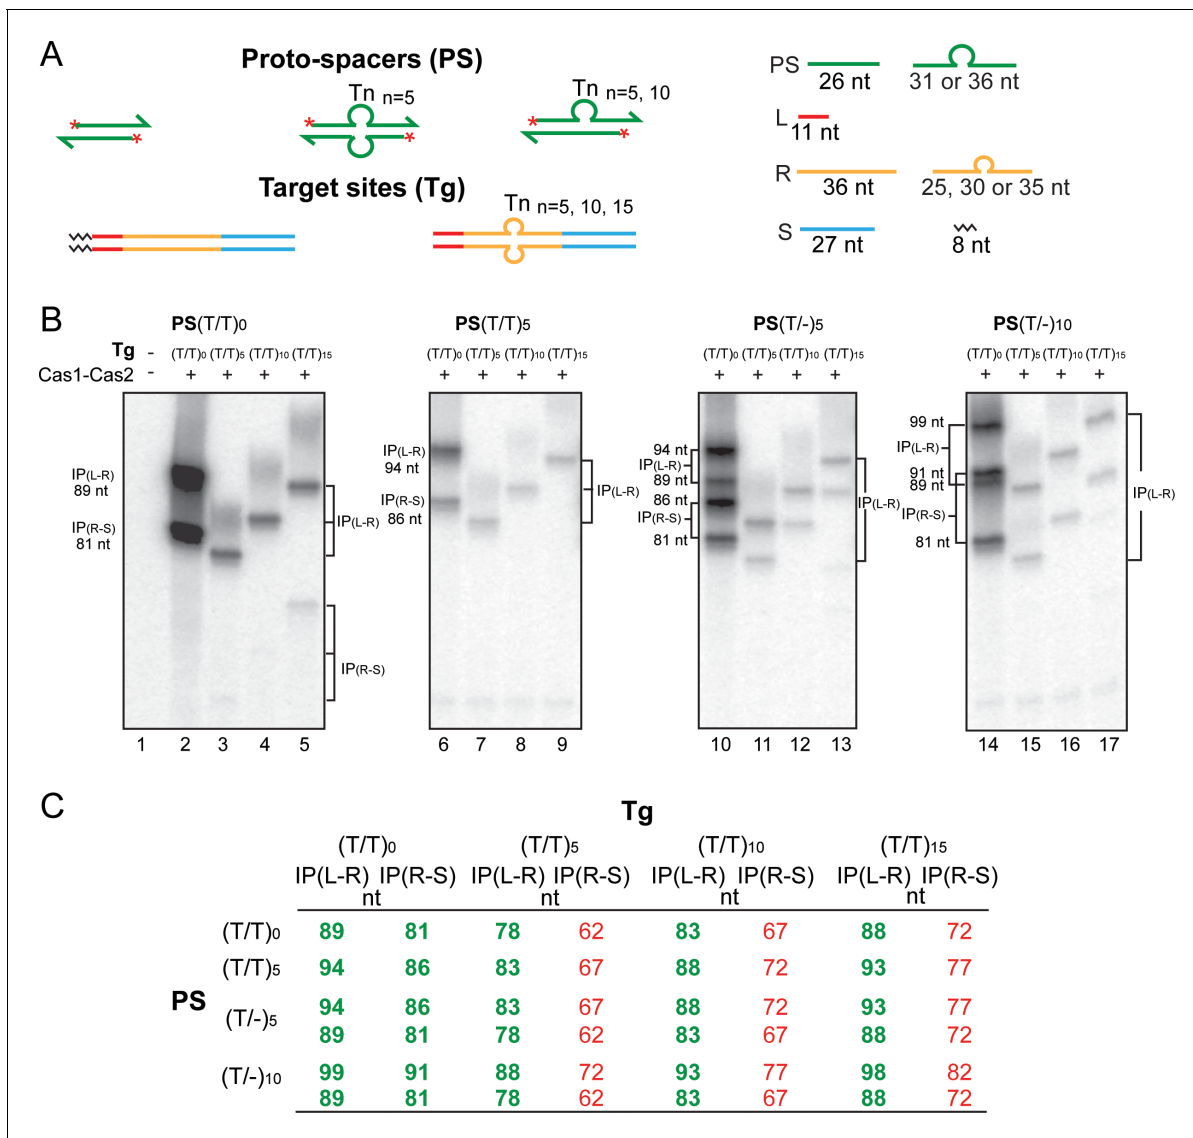 A
Proto-spacers (PS)
Tn n=5
Tn n=5, 10
* * * * * *
Target sites (Tg)
Tn n=5, 10, 15
PS 26 nt 31 or 36 nt
L 11 nt
R 36 nt 25, 30 or 35 nt
S 27 nt 8 nt
B
PS(T/T)0
Tg - (T/T)0 (T/T)5 (T/T)10 (T/T)15
Cas1-Cas2 - + + + +
IP(L-R)
89 nt
IP(R-S)
81 nt
IP(L-R)
IP(R-S)
1 2 3 4 5
PS(T/T)5
(T/T)0 (T/T)5 (T/T)10 (T/T)15
+ + + +
IP(L-R)
94 nt
IP(R-S)
86 nt
IP(L-R)
6 7 8 9
PS(T/-)5
(T/T)0 (T/T)5 (T/T)10 (T/T)15
+ + + +
94 nt
IP(L-R)
89 nt
86 nt
IP(R-S)
81 nt
IP(L-R)
10 11 12 13
PS(T/-)10
(T/T)0 (T/T)5 (T/T)10 (T/T)15
+ + + +
99 nt
IP(L-R)
91 nt
89 nt
IP(R-S)
81 nt
IP(L-R)
14 15 16 17
C
Tg
(T/T)0 (T/T)5 (T/T)10 (T/T)15
IP(L-R) IP(R-S) IP(L-R) IP(R-S) IP(L-R) IP(R-S) IP(L-R) IP(R-S)
nt nt nt nt
(T/T)0 89 81 78 62 83 67 88 72
(T/T)5 94 86 83 67 88 72 93 77
PS
(T/-)5 94 86 83 67 88 72 93 77
89 81 78 62 83 67 88 72
(T/-)10 99 91 88 72 93 77 98 82
89 81 78 62 83 67 88 72